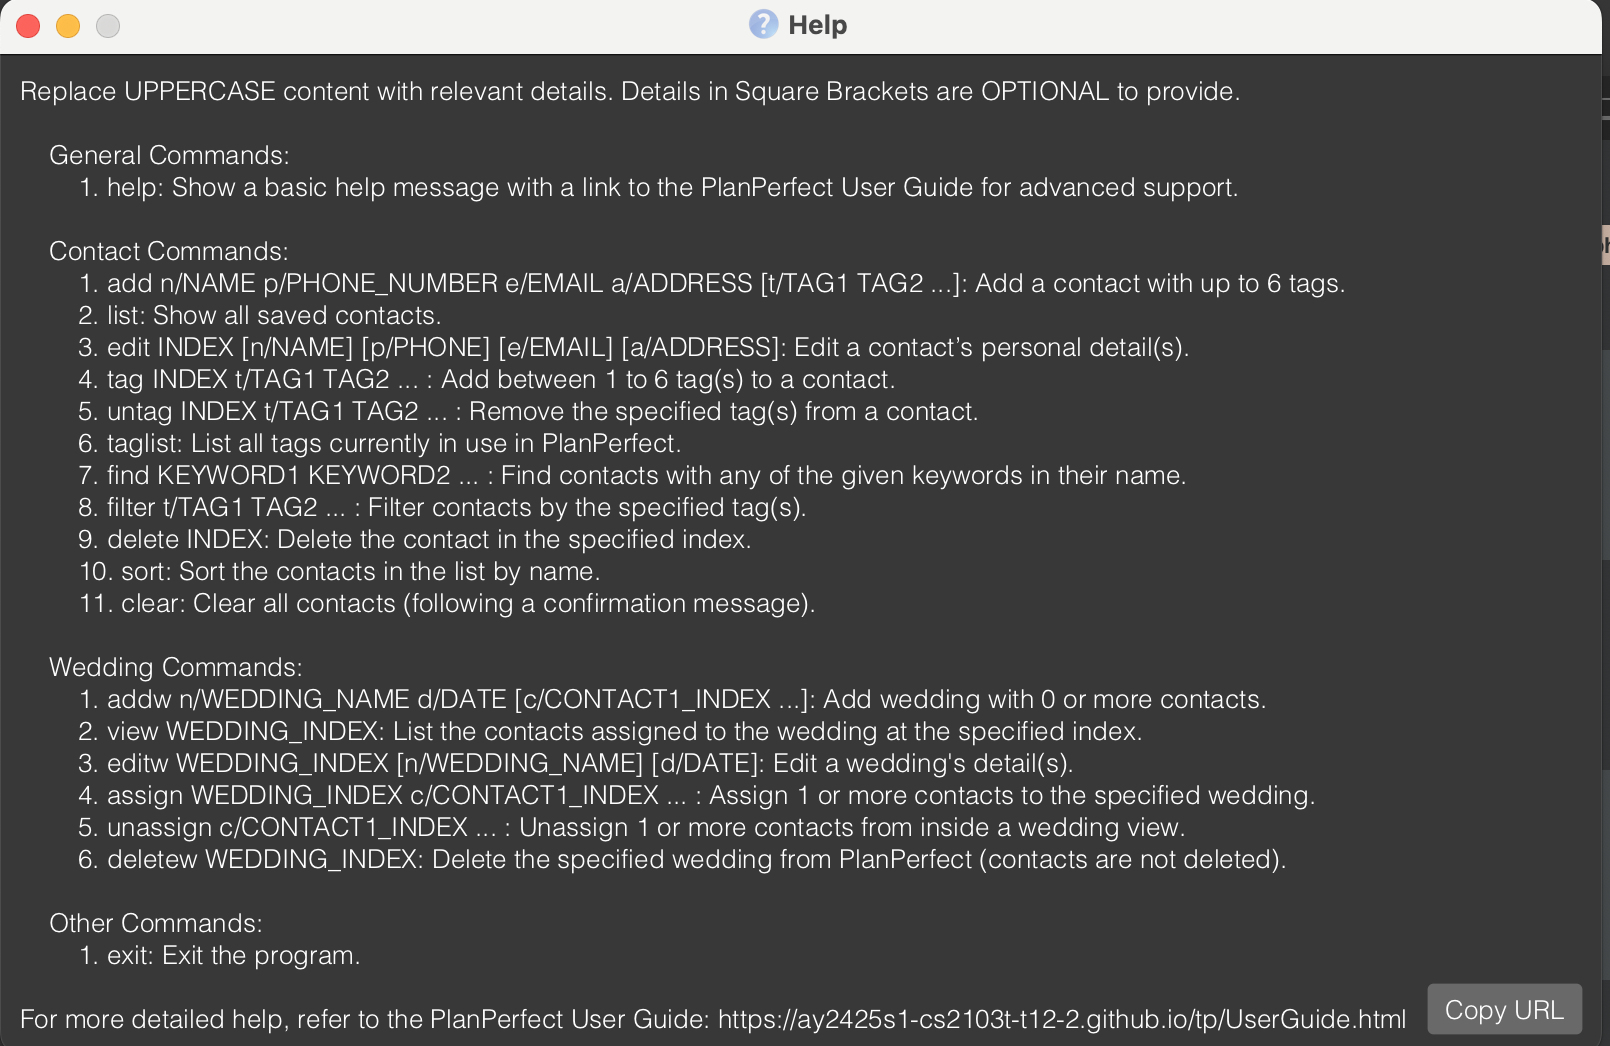 Help
Replace UPPERCASE content with relevant details. Details in Square Brackets are OPTIONAL to provide.
General Commands:
1. help: Show a basic help message with a link to the PlanPerfect User Guide for advanced support.
Contact Commands:
1. add n/NAME p/PHONE_NUMBER e/EMAIL a/ADDRESS [t/TAG1 TAG2 ...]: Add a contact with up to 6 tags.
2. list: Show all saved contacts.
3. edit INDEX [n/NAME] [p/PHONE] [e/EMAIL] [a/ADDRESS]: Edit a contact’s personal detail(s).
4. tag INDEX t/TAG1 TAG2 ... : Add between 1 to 6 tag(s) to a contact.
5. untag INDEX t/TAG1 TAG2 ... : Remove the specified tag(s) from a contact.
6. taglist: List all tags currently in use in PlanPerfect.
7. find KEYWORD1 KEYWORD2 ... : Find contacts with any of the given keywords in their name.
8. filter t/TAG1 TAG2 ... : Filter contacts by the specified tag(s).
9. delete INDEX: Delete the contact in the specified index.
10. sort: Sort the contacts in the list by name.
11. clear: Clear all contacts (following a confirmation message).
Wedding Commands:
1. addw n/WEDDING_NAME d/DATE [c/CONTACT1_INDEX ...]: Add wedding with 0 or more contacts.
2. view WEDDING_INDEX: List the contacts assigned to the wedding at the specified index.
3. editw WEDDING_INDEX [n/WEDDING_NAME] [d/DATE]: Edit a wedding's detail(s).
4. assign WEDDING_INDEX c/CONTACT1_INDEX ... : Assign 1 or more contacts to the specified wedding.
5. unassign c/CONTACT1_INDEX ... : Unassign 1 or more contacts from inside a wedding view.
6. deletew WEDDING_INDEX: Delete the specified wedding from PlanPerfect (contacts are not deleted).
Other Commands:
1. exit: Exit the program.
For more detailed help, refer to the PlanPerfect User Guide: https://ay2425s1-cs2103t-t12-2.github.io/tp/UserGuide.html
Copy URL